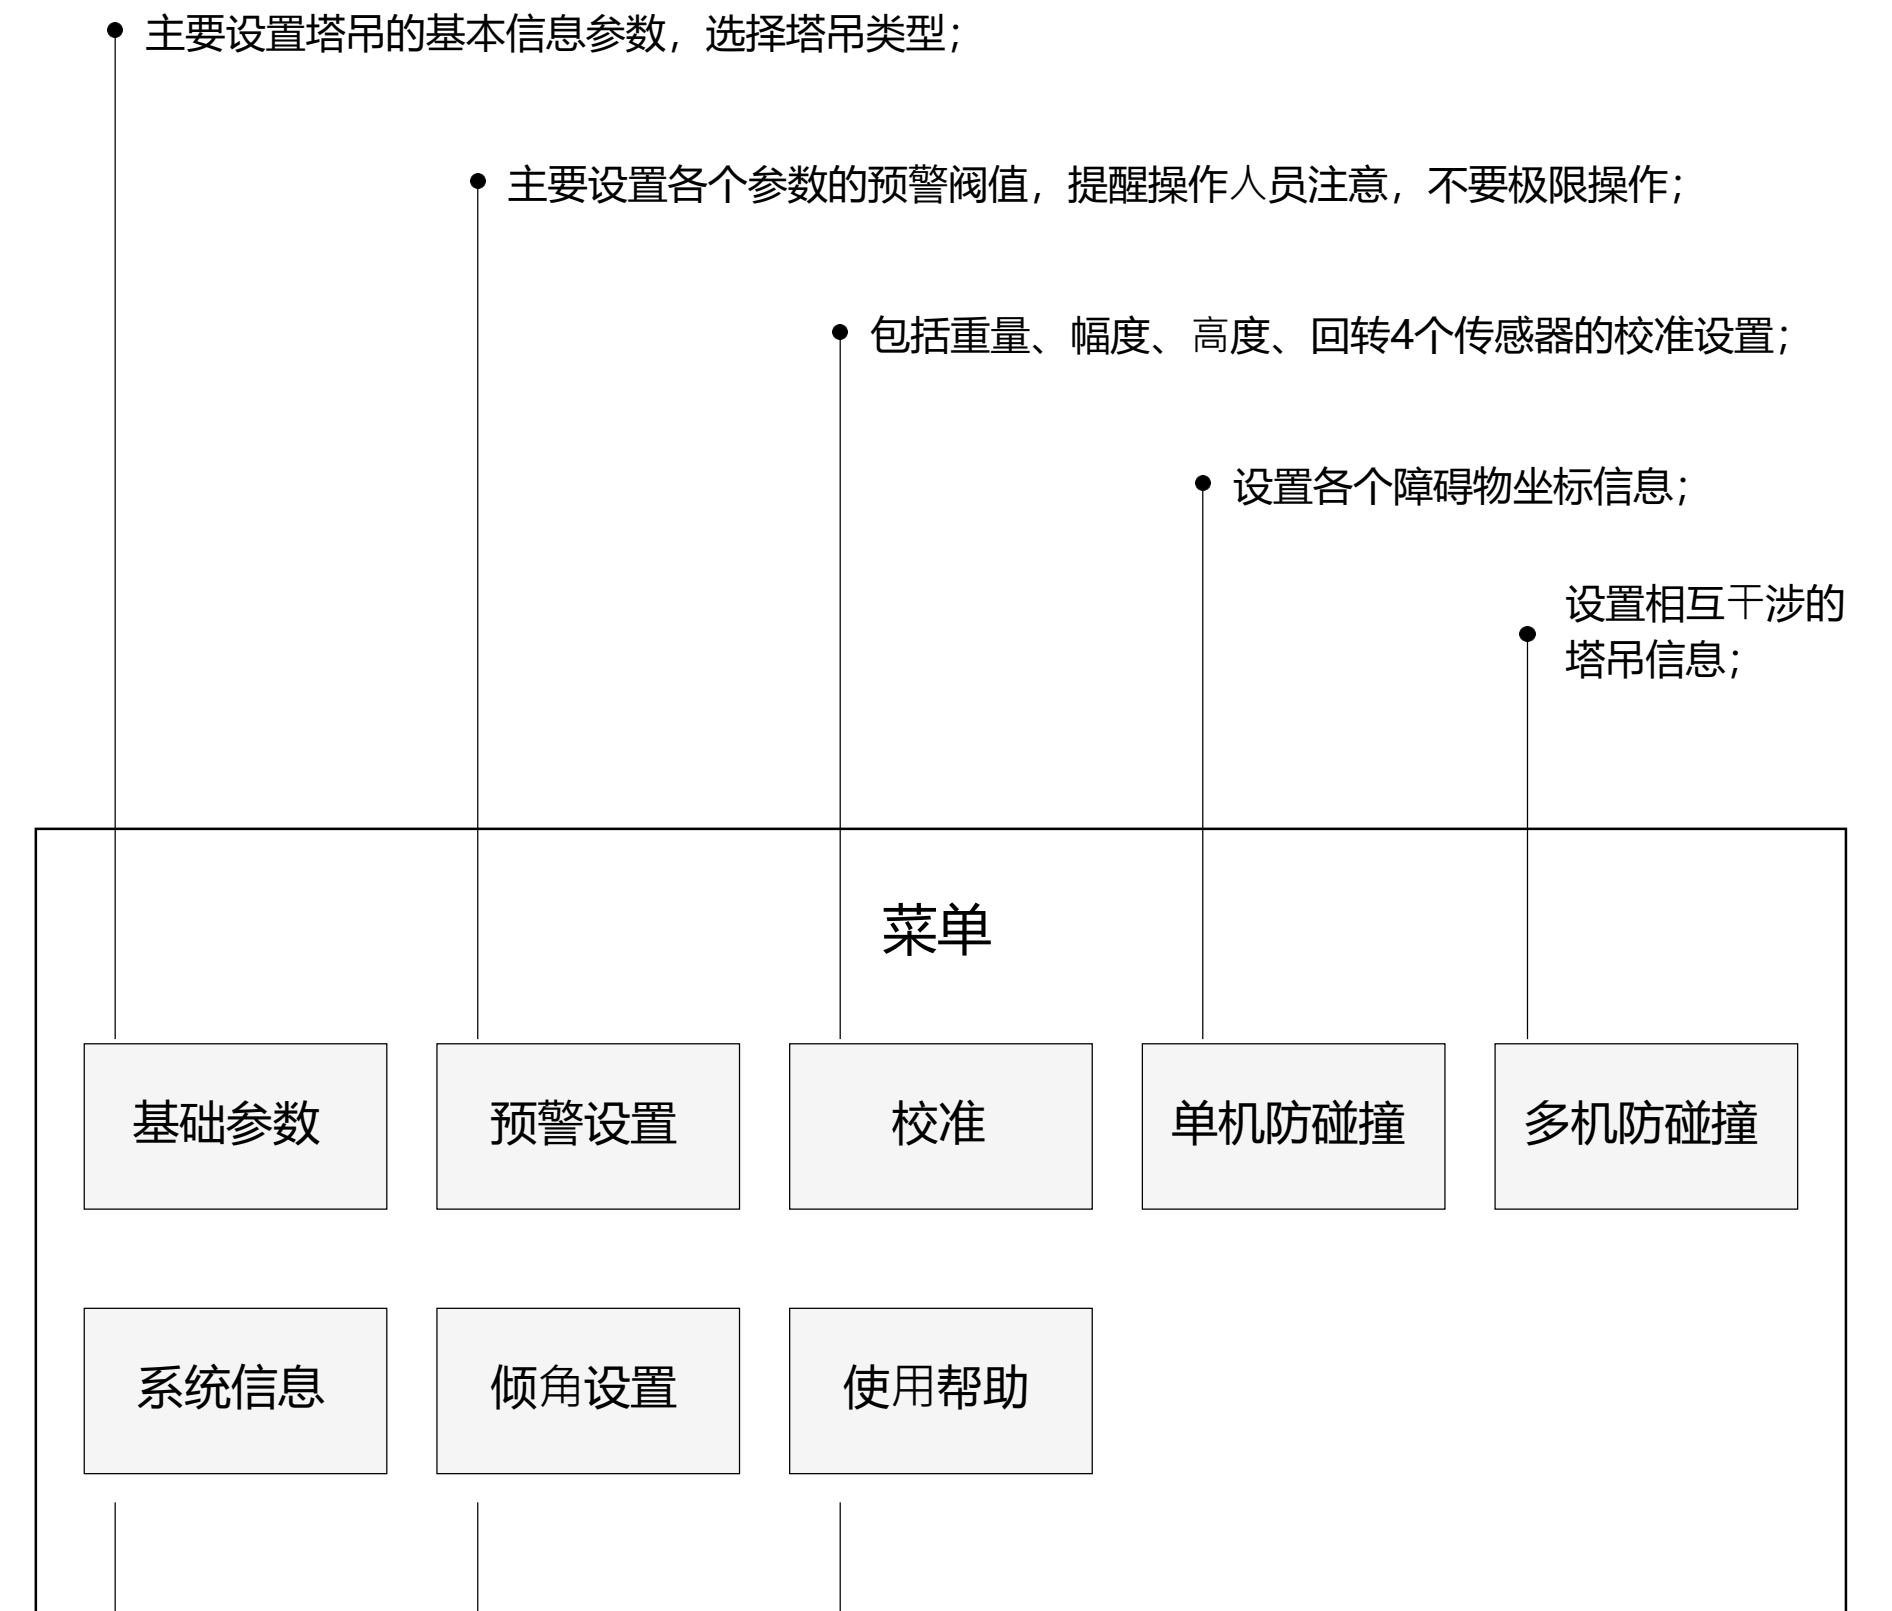 主要设置塔吊的基本信息参数，选择塔吊类型；
主要设置各个参数的预警阀值，提醒操作人员注意，不要极限操作；
包括重量、幅度、高度、回转4个传感器的校准设置；
设置各个障碍物坐标信息；
设置相互干涉的
塔吊信息；
菜单
基础参数
预警设置
校准
单机防碰撞
多机防碰撞
系统信息
倾角设置
使用帮助